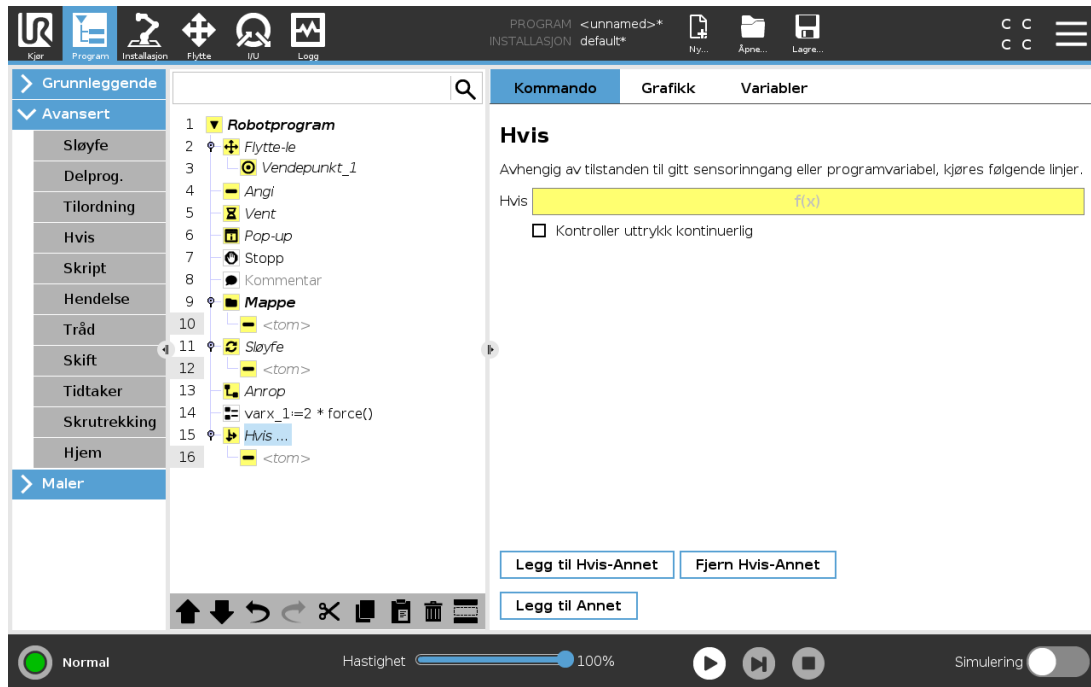 PROGRAM <unnamed>*
INSTALLASJON default*
Kjør Program Installasjon Flytte I/U Logg Ny... Åpne... Lagre...
C C
C C
Grunnleggende
Avansert
Sløyfe
Delprog.
Tilordning
Hvis
Skript
Hendelse
Tråd
Skift
Tidtaker
Skrutrekking
Hjem
Maler
1 Robotprogram
2 Flytte-le
3 Vendepunkt_1
4 Angi
5 Vent
6 Pop-up
7 Stopp
8 Kommentar
9 Mappe
10 <tom>
11 Sløyfe
12 <tom>
13 Anrop
14 varx_1:=2 * force()
15 Hvis ...
16 <tom>
Kommando Grafikk Variabler
Hvis
Avhengig av tilstanden til gitt sensorinngang eller programvariabel, kjøres følgende linjer.
Hvis f(x)
Kontroller uttrykk kontinuerlig
Legg til Hvis-Annet Fjern Hvis-Annet
Legg til Annet
Normal Hastighet 100% Simulering